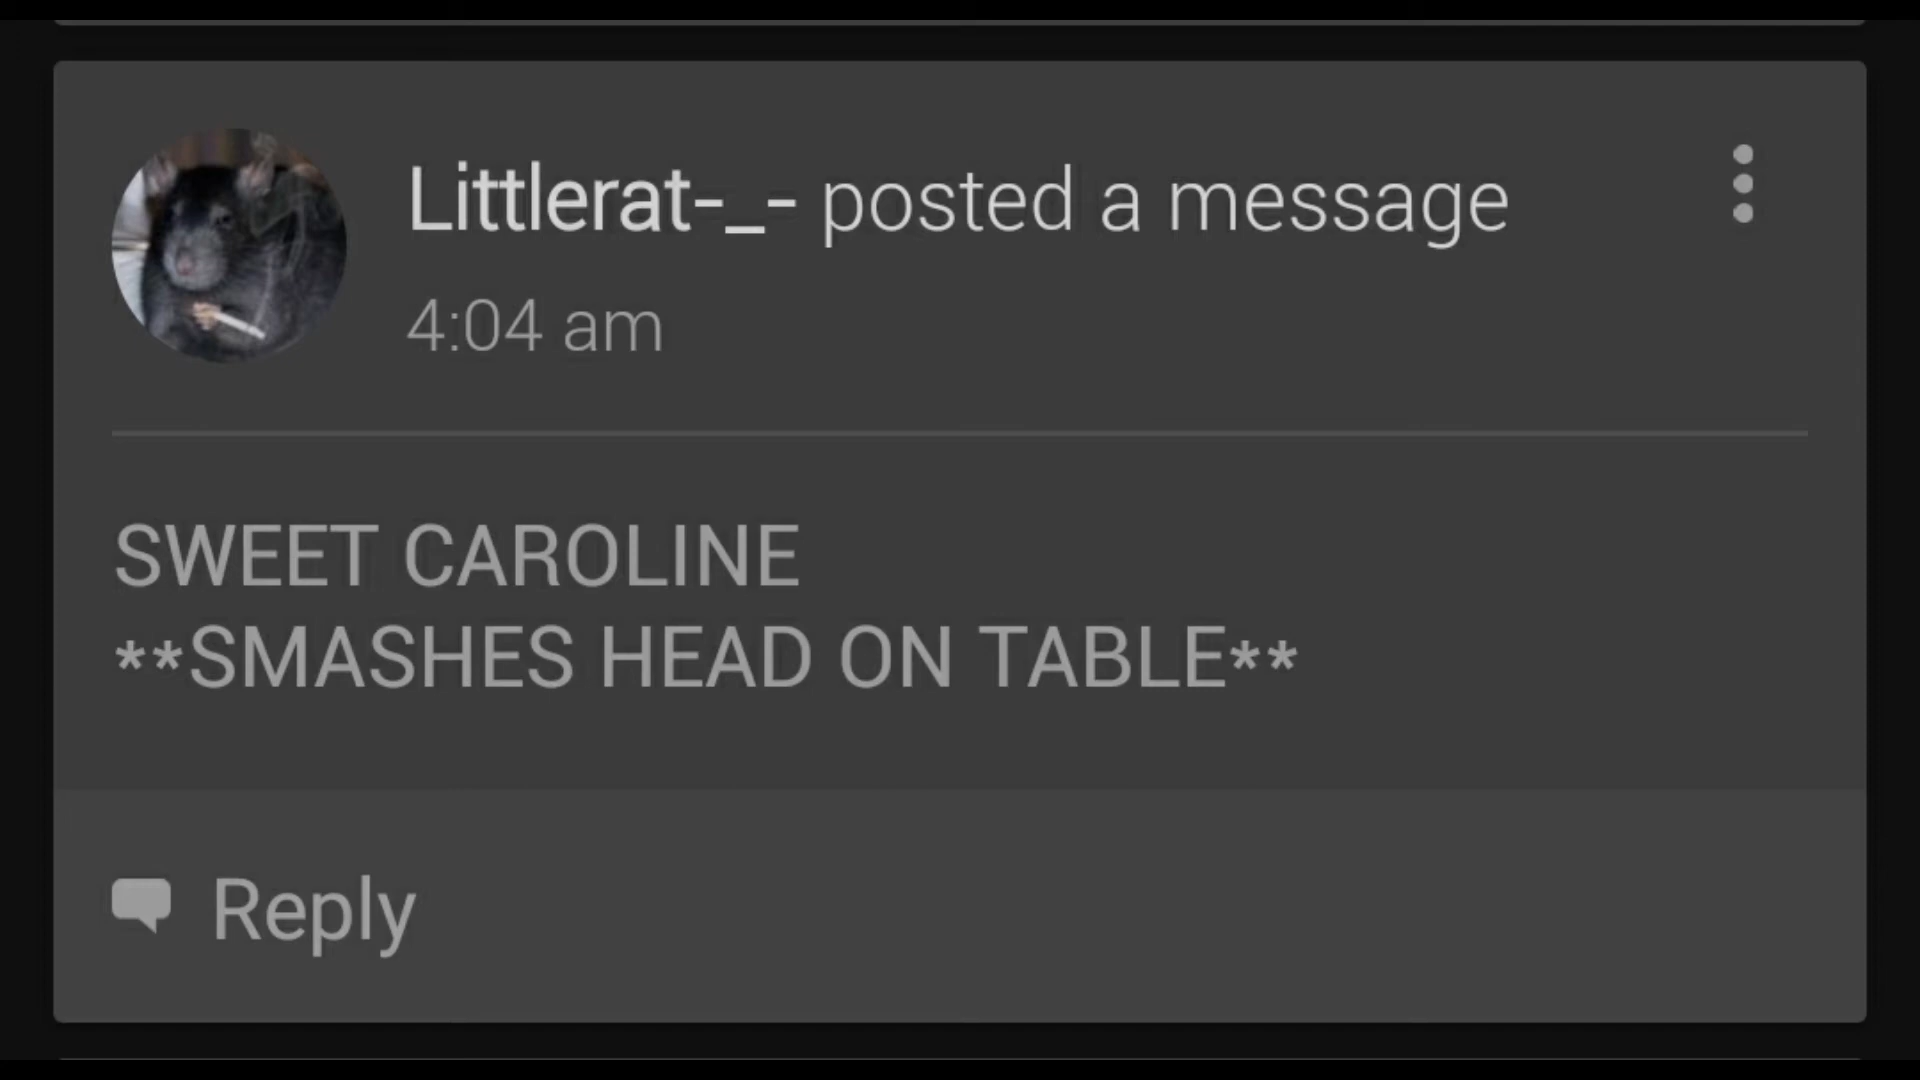 Littlerat-_- posted a message
4:04 am
SWEET CAROLINE
**SMASHES HEAD ON TABLE**
Reply